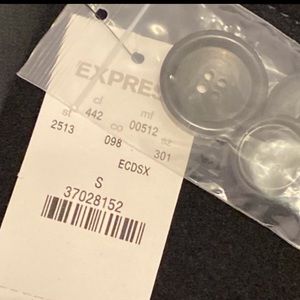 EXPRES
st cl mf
2513 442 00512
co sz
098 301
ECDSX
S
37028152